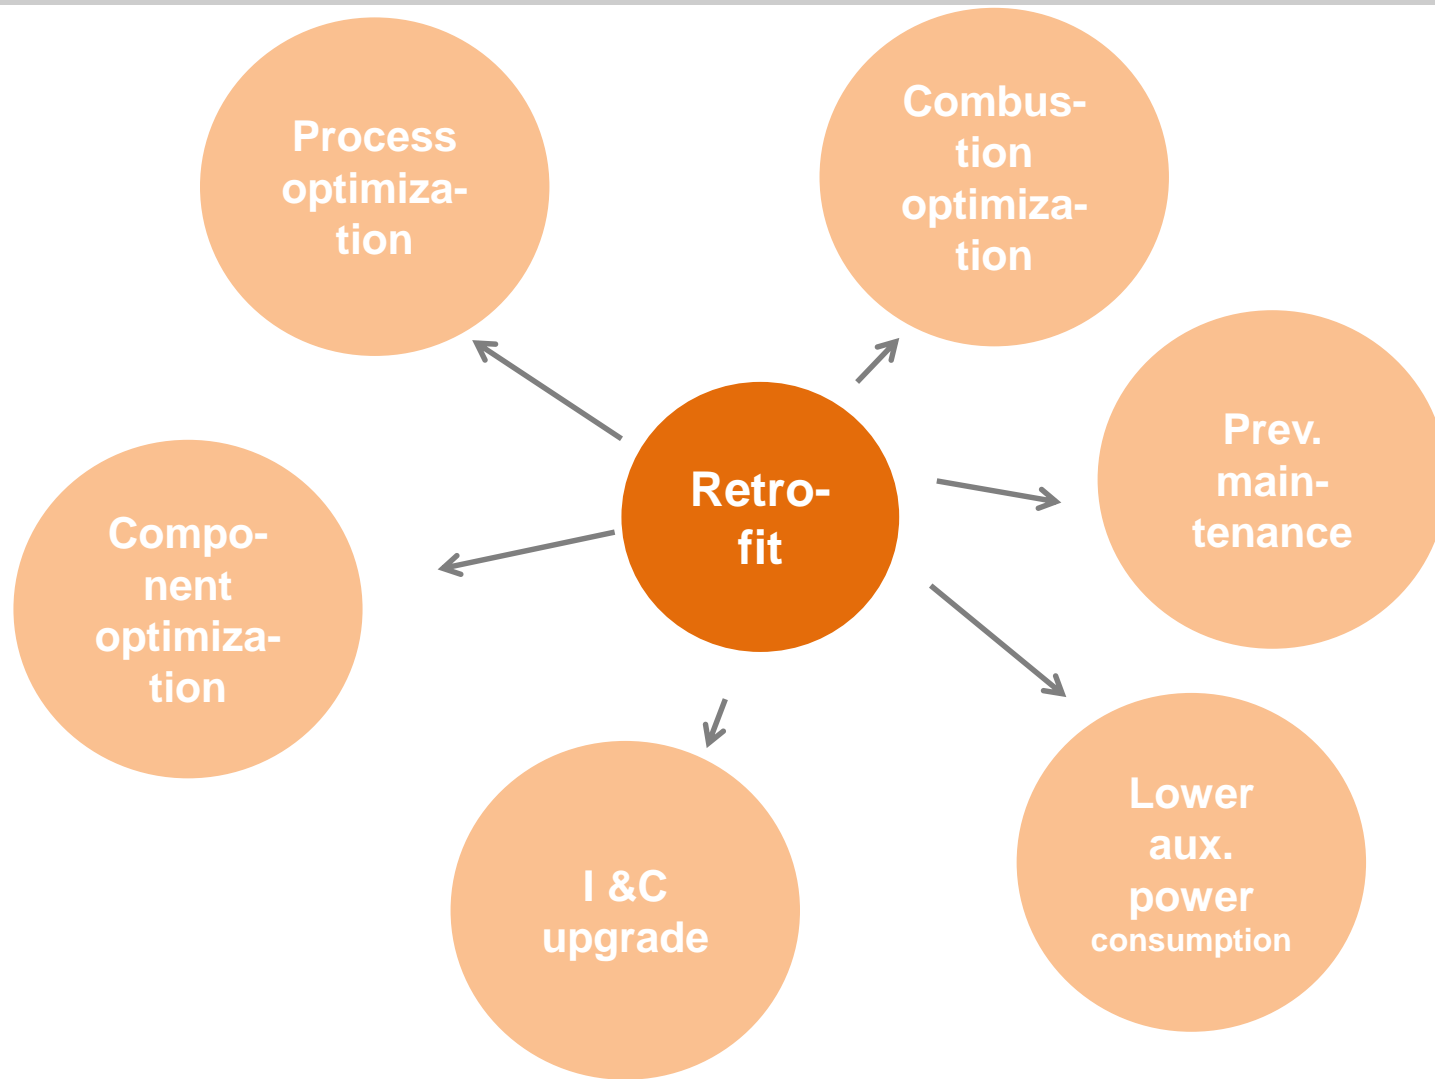 Process
optimiza-
tion
Combus-
tion
optimiza-
tion
Retro-
fit
Prev.
main-
tenance
Compo-
nent
optimiza-
tion
I &C
upgrade
Lower
aux.
power
consumption